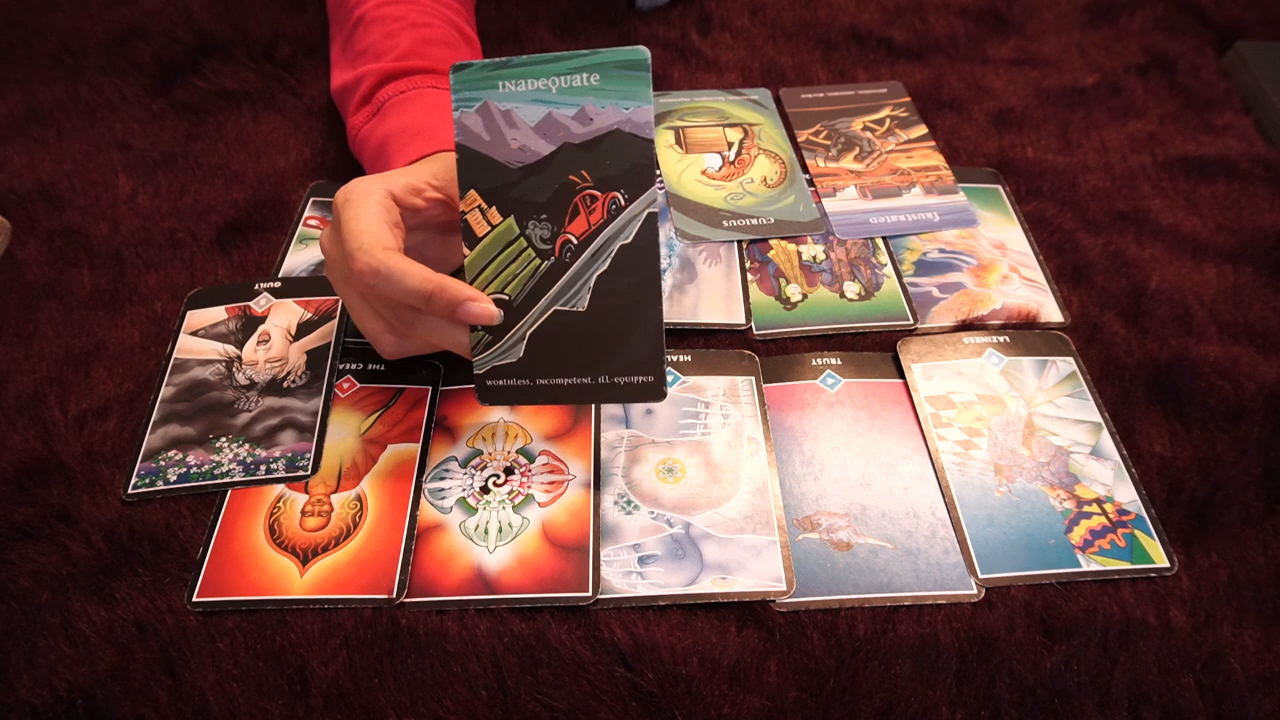 INADEQUATE
WORTHLESS, INCOMPETENT, ILL-EQUIPPED
CURIOUS
FRUSTRATED
GUILT
THE CREA
HEAL
TRUST
LAZINESS